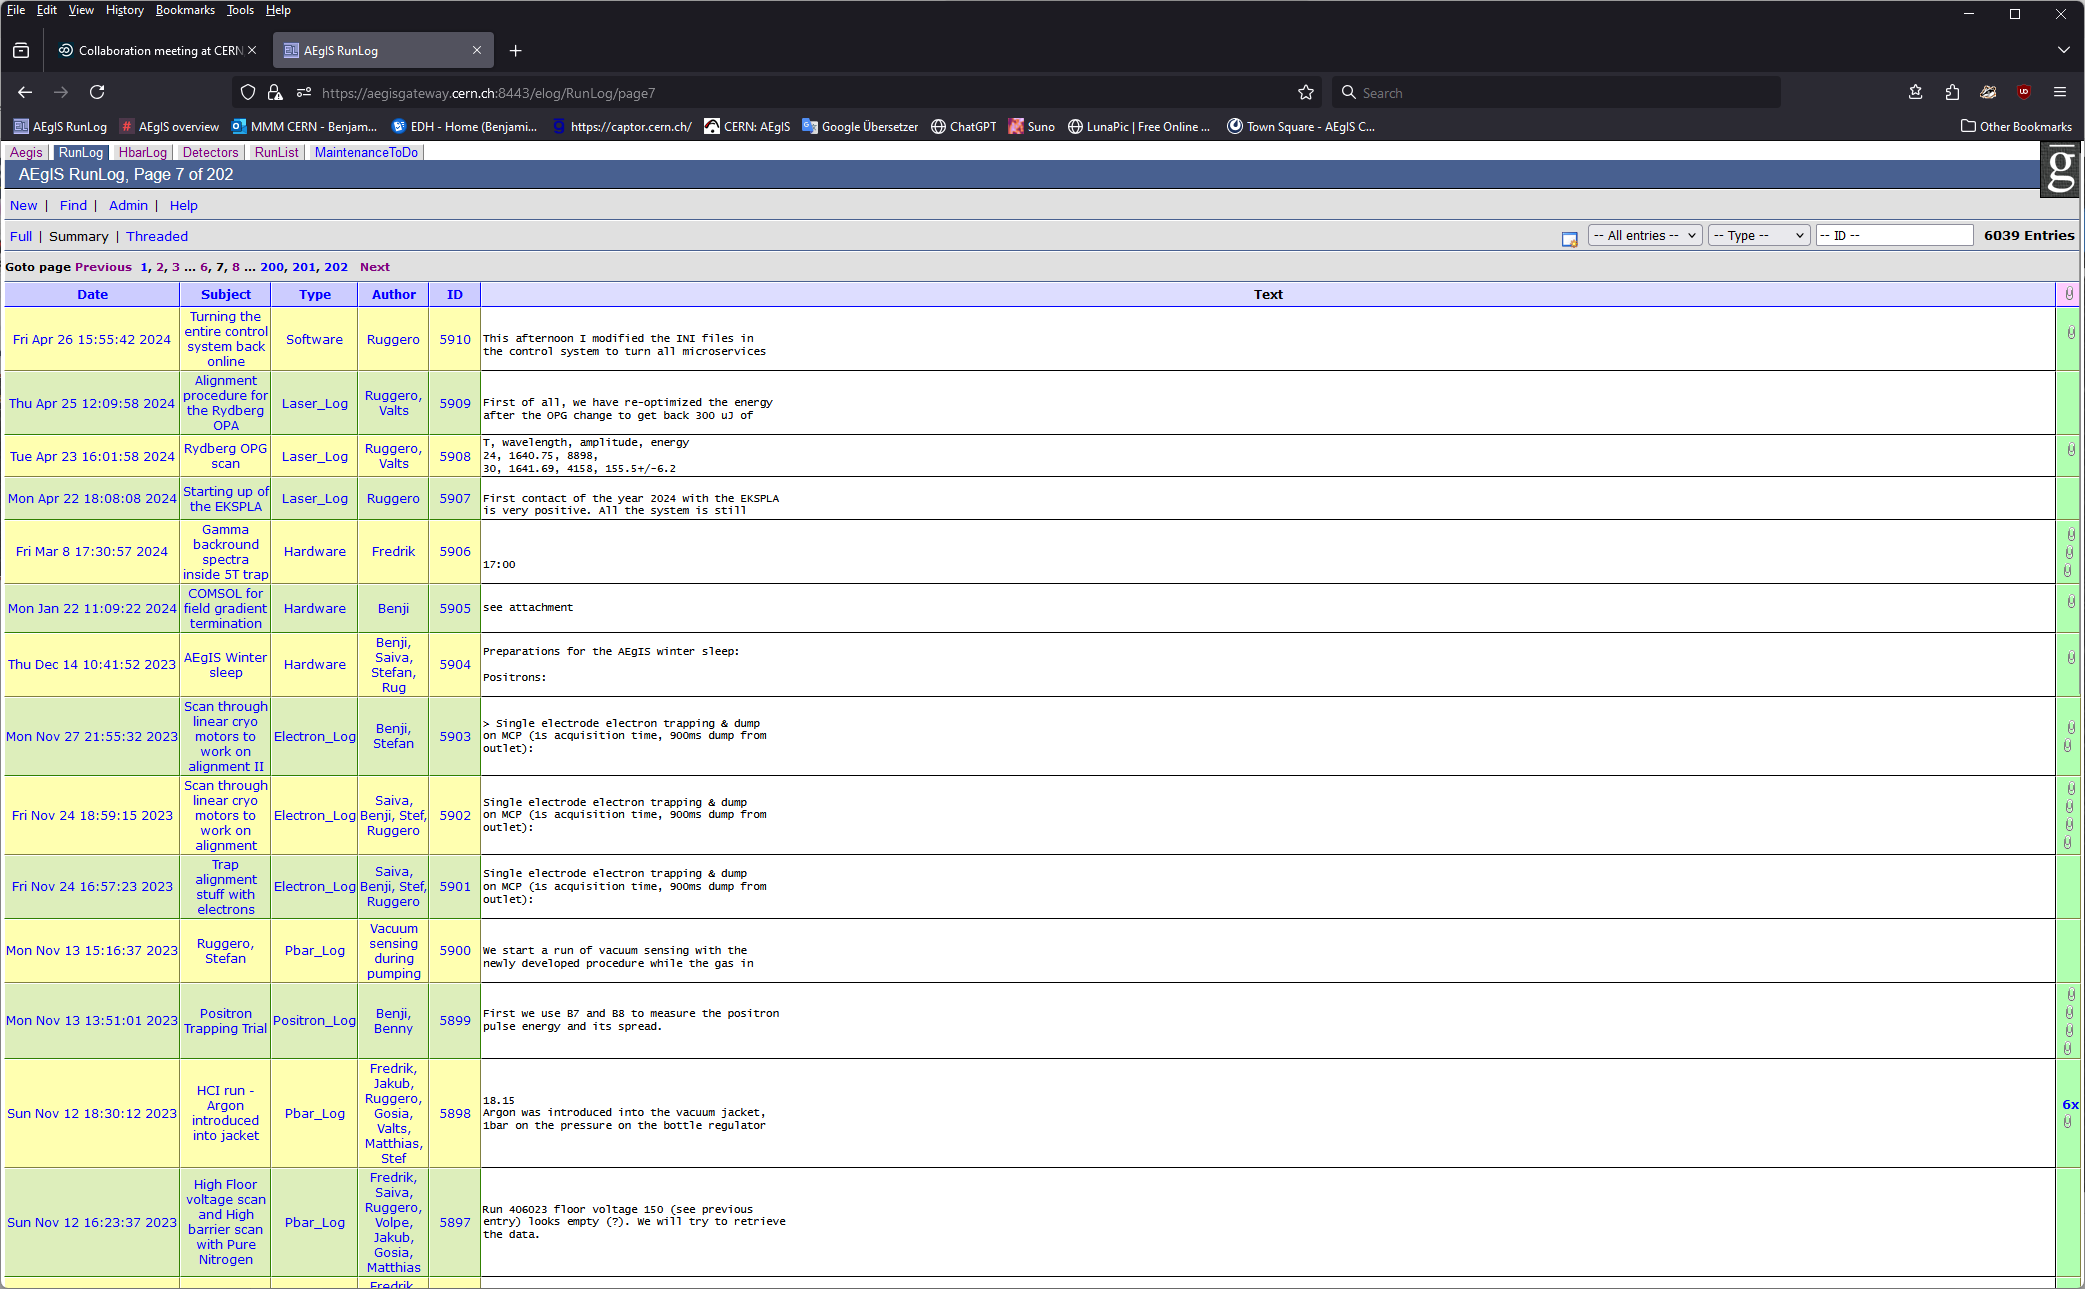 File Edit View History Bookmarks Tools Help
Collaboration meeting at CERN
AEgIS RunLog
https://aegisgateway.cern.ch:8443/elog/RunLog/page7
Search
AEgIS RunLog
AEgIS overview
MMM CERN - Benjam...
EDH - Home (Benjami...
https://captor.cern.ch/
CERN: AEgIS
Google Übersetzer
ChatGPT
Suno
LunaPic | Free Online ...
Town Square - AEgIS C...
Other Bookmarks
Aegis RunLog HbarLog Detectors RunList MaintenanceToDo
AEgIS RunLog, Page 7 of 202
g
New | Find | Admin | Help
Full | Summary | Threaded
-- All entries -- -- Type -- -- ID -- 6039 Entries
Goto page Previous 1, 2, 3 ... 6, 7, 8 ... 200, 201, 202 Next
Date Subject Type Author ID Text
Fri Apr 26 15:55:42 2024
Turning the
entire control
system back
online
Software
Ruggero
5910
This afternoon I modified the INI files in
the control system to turn all microservices
Thu Apr 25 12:09:58 2024
Alignment
procedure for
the Rydberg
OPA
Laser_Log
Ruggero,
Valts
5909
First of all, we have re-optimized the energy
after the OPG change to get back 300 uJ of
Tue Apr 23 16:01:58 2024
Rydberg OPG
scan
Laser_Log
Ruggero,
Valts
5908
T, wavelength, amplitude, energy
24, 1640.75, 8898,
30, 1641.69, 4158, 155.5+/-6.2
Mon Apr 22 18:08:08 2024
Starting up of
the EKSPLA
Laser_Log
Ruggero
5907
First contact of the year 2024 with the EKSPLA
is very positive. All the system is still
Fri Mar 8 17:30:57 2024
Gamma
backround
spectra
inside 5T trap
Hardware
Fredrik
5906
17:00
Mon Jan 22 11:09:22 2024
COMSOL for
field gradient
termination
Hardware
Benji
5905
see attachment
Thu Dec 14 10:41:52 2023
AEgIS Winter
sleep
Hardware
Benji,
Saiva,
Stefan,
Rug
5904
Preparations for the AEgIS winter sleep:
Positrons:
Mon Nov 27 21:55:32 2023
Scan through
linear cryo
motors to
work on
alignment II
Electron_Log
Benji,
Stefan
5903
> Single electrode electron trapping & dump
on MCP (1s acquisition time, 900ms dump from
outlet):
Fri Nov 24 18:59:15 2023
Scan through
linear cryo
motors to
work on
alignment
Electron_Log
Saiva,
Benji, Stef,
Ruggero
5902
Single electrode electron trapping & dump
on MCP (1s acquisition time, 900ms dump from
outlet):
Fri Nov 24 16:57:23 2023
Trap
alignment
stuff with
electrons
Electron_Log
Saiva,
Benji, Stef,
Ruggero
5901
Single electrode electron trapping & dump
on MCP (1s acquisition time, 900ms dump from
outlet):
Mon Nov 13 15:16:37 2023
Ruggero,
Stefan
Pbar_Log
Vacuum
sensing
during
pumping
5900
We start a run of vacuum sensing with the
newly developed procedure while the gas in
Mon Nov 13 13:51:01 2023
Positron
Trapping Trial
Positron_Log
Benji,
Benny
5899
First we use B7 and B8 to measure the positron
pulse energy and its spread.
Sun Nov 12 18:30:12 2023
HCI run -
Argon
introduced
into jacket
Pbar_Log
Fredrik,
Jakub,
Ruggero,
Gosia,
Valts,
Matthias,
Stef
5898
18.15
Argon was introduced into the vacuum jacket,
1bar on the pressure on the bottle regulator
6x
Sun Nov 12 16:23:37 2023
High Floor
voltage scan
and High
barrier scan
with Pure
Nitrogen
Pbar_Log
Fredrik,
Saiva,
Ruggero,
Volpe,
Jakub,
Gosia,
Matthias
5897
Run 406023 floor voltage 150 (see previous
entry) looks empty (?). We will try to retrieve
the data.
Fredrik,